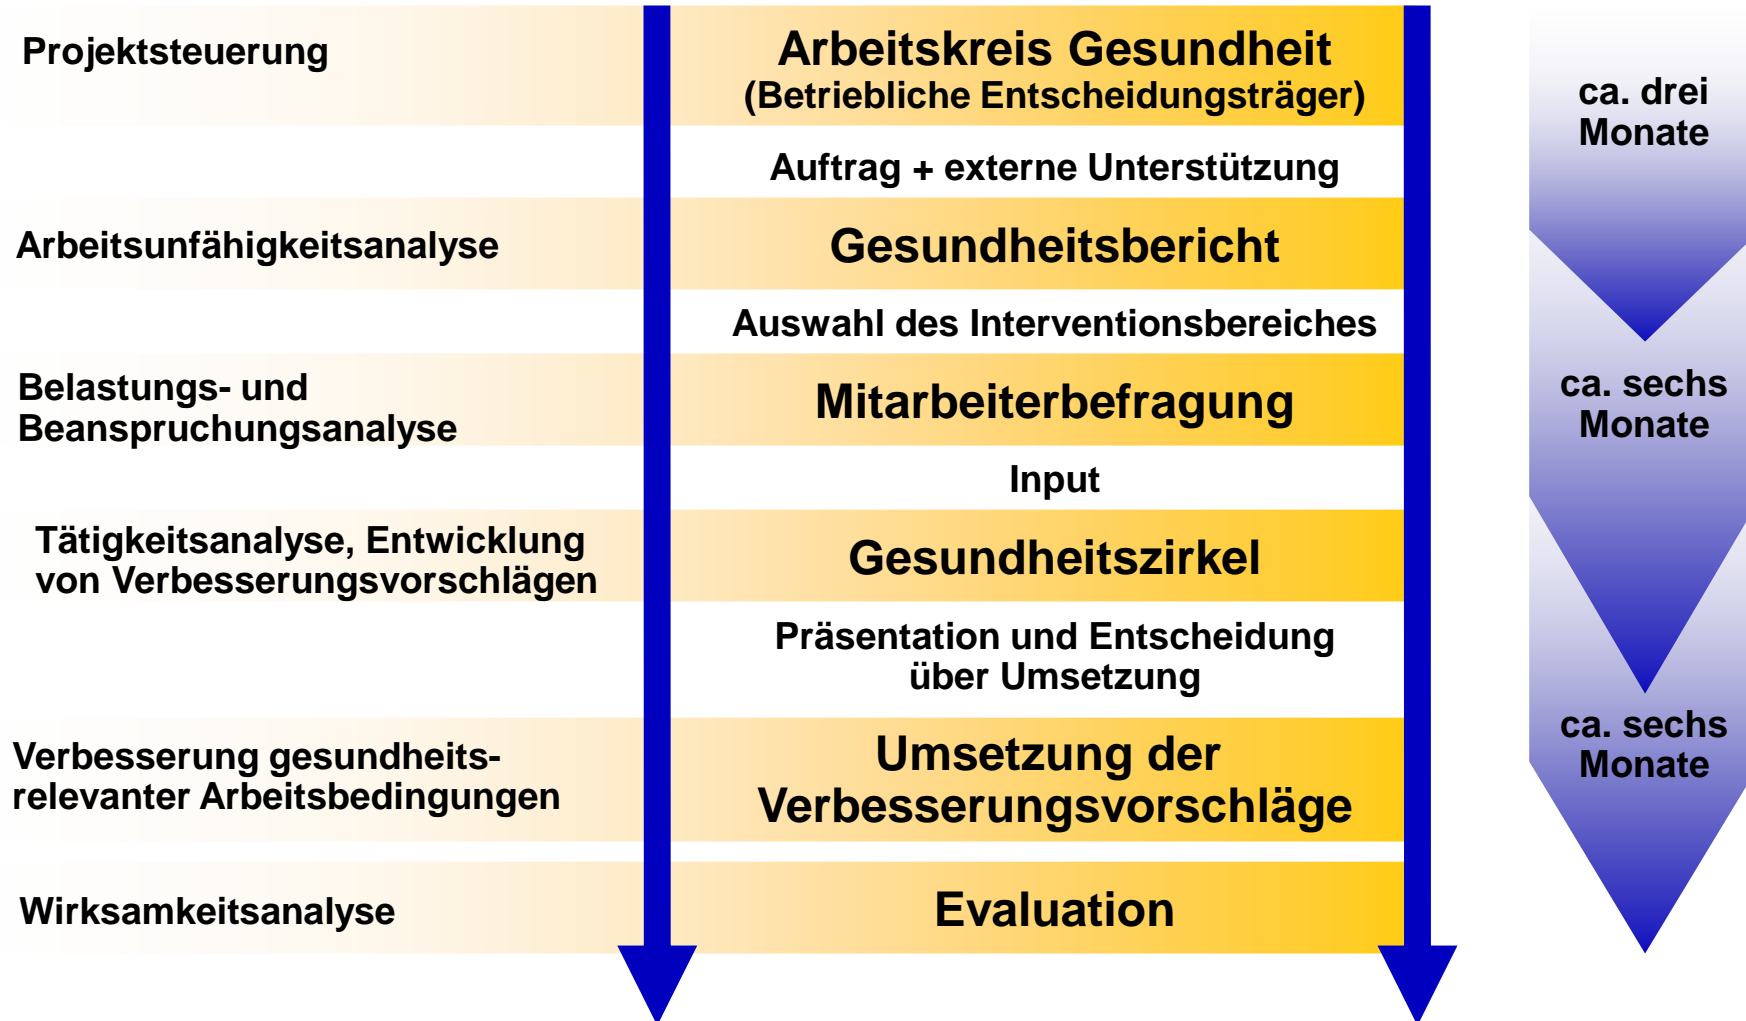 Projektsteuerung
Arbeitskreis Gesundheit
(Betriebliche Entscheidungsträger)
ca. drei
Monate
Auftrag + externe Unterstützung
Arbeitsunfähigkeitsanalyse
Gesundheitsbericht
Auswahl des Interventionsbereiches
Belastungs- und
Beanspruchungsanalyse
Mitarbeiterbefragung
ca. sechs
Monate
Input
Tätigkeitsanalyse, Entwicklung
von Verbesserungsvorschlägen
Gesundheitszirkel
Präsentation und Entscheidung
über Umsetzung
Verbesserung gesundheits-
relevanter Arbeitsbedingungen
Umsetzung der
Verbesserungsvorschläge
ca. sechs
Monate
Wirksamkeitsanalyse
Evaluation